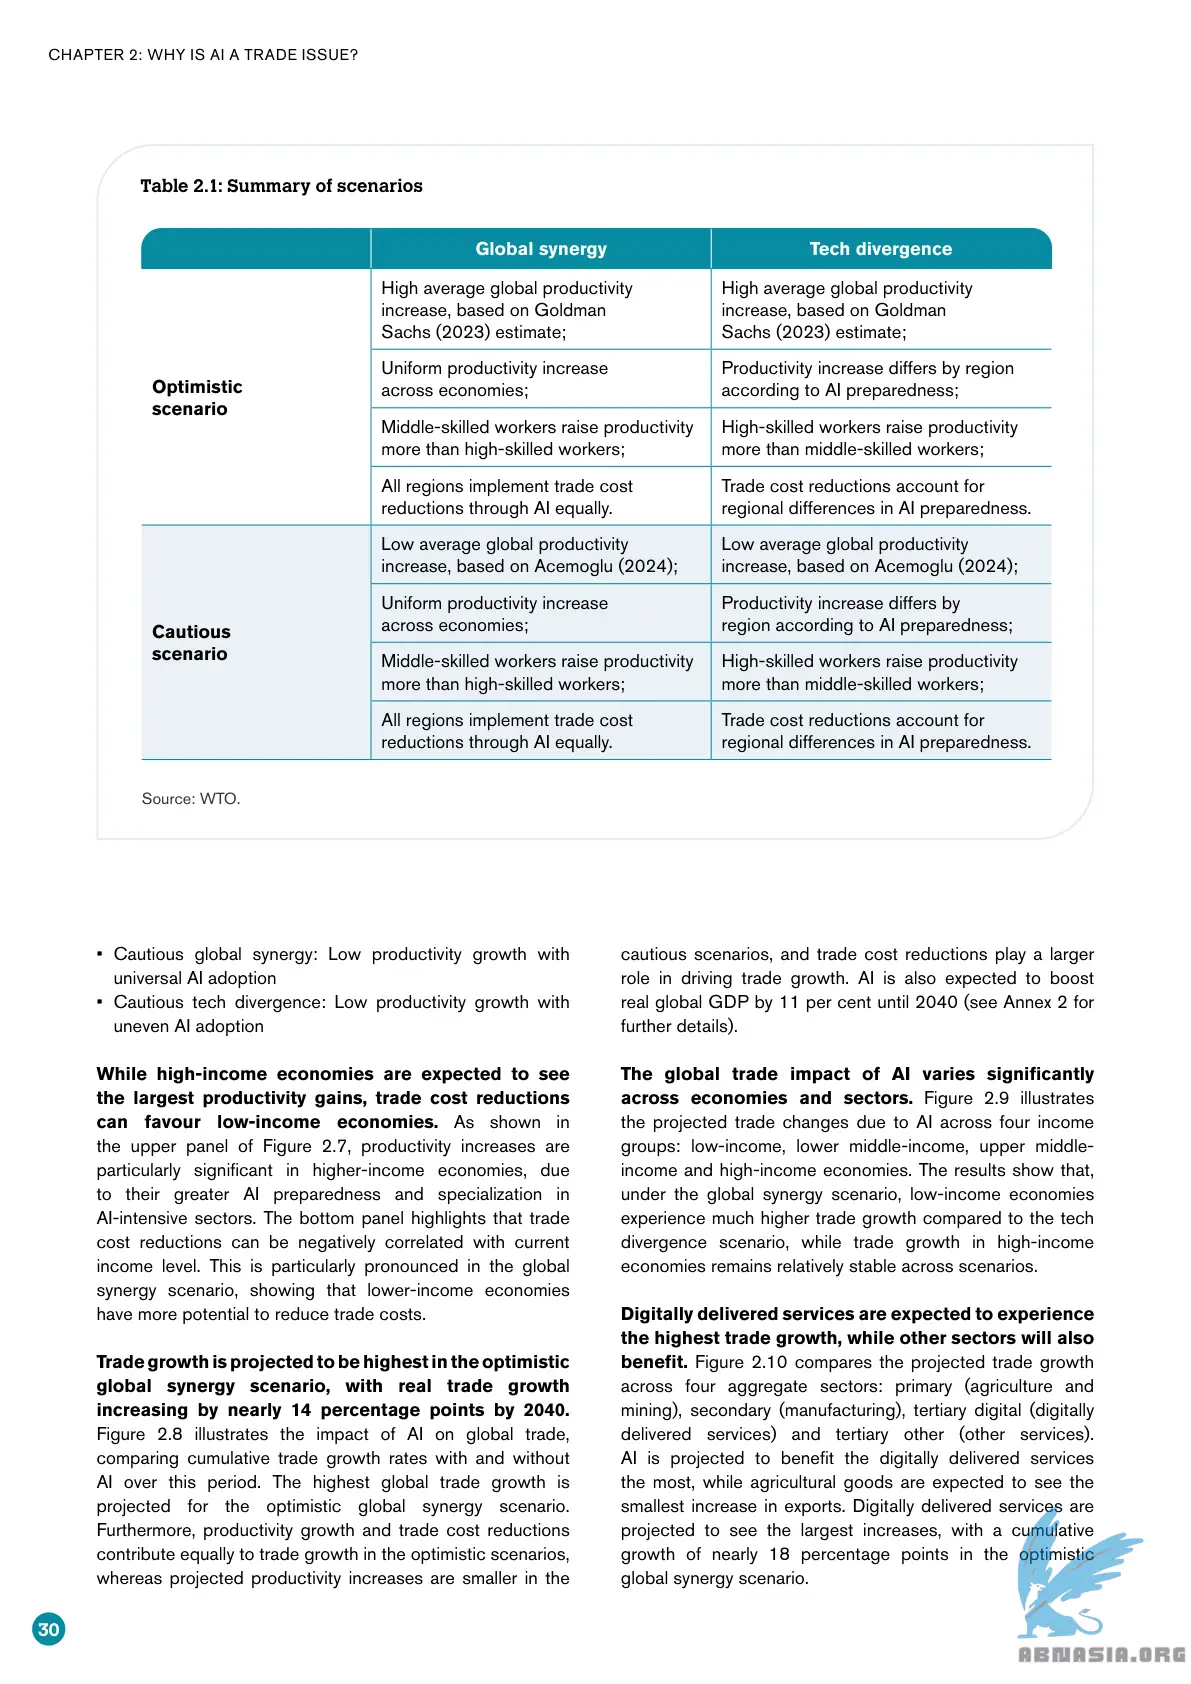 CHAPTER 2: WHY IS AI A TRADE ISSUE?
Table 2.1: Summary of scenarios
Global synergy
Tech divergence
Optimistic
scenario
High average global productivity
increase, based on Goldman
Sachs (2023) estimate;
High average global productivity
increase, based on Goldman
Sachs (2023) estimate;
Uniform productivity increase
across economies;
Productivity increase differs by region
according to AI preparedness;
Middle-skilled workers raise productivity
more than high-skilled workers;
High-skilled workers raise productivity
more than middle-skilled workers;
All regions implement trade cost
reductions through AI equally.
Trade cost reductions account for
regional differences in AI preparedness.
Cautious
scenario
Low average global productivity
increase, based on Acemoglu (2024);
Low average global productivity
increase, based on Acemoglu (2024);
Uniform productivity increase
across economies;
Productivity increase differs by
region according to AI preparedness;
Middle-skilled workers raise productivity
more than high-skilled workers;
High-skilled workers raise productivity
more than middle-skilled workers;
All regions implement trade cost
reductions through AI equally.
Trade cost reductions account for
regional differences in AI preparedness.
Source: WTO.
• Cautious global synergy: Low productivity growth with
universal AI adoption
• Cautious tech divergence: Low productivity growth with
uneven AI adoption
While high-income economies are expected to see
the largest productivity gains, trade cost reductions
can favour low-income economies. As shown in
the upper panel of Figure 2.7, productivity increases are
particularly significant in higher-income economies, due
to their greater AI preparedness and specialization in
AI-intensive sectors. The bottom panel highlights that trade
cost reductions can be negatively correlated with current
income level. This is particularly pronounced in the global
synergy scenario, showing that lower-income economies
have more potential to reduce trade costs.
Trade growth is projected to be highest in the optimistic
global synergy scenario, with real trade growth
increasing by nearly 14 percentage points by 2040.
Figure 2.8 illustrates the impact of AI on global trade,
comparing cumulative trade growth rates with and without
AI over this period. The highest global trade growth is
projected for the optimistic global synergy scenario.
Furthermore, productivity growth and trade cost reductions
contribute equally to trade growth in the optimistic scenarios,
whereas projected productivity increases are smaller in the
cautious scenarios, and trade cost reductions play a larger
role in driving trade growth. AI is also expected to boost
real global GDP by 11 per cent until 2040 (see Annex 2 for
further details).
The global trade impact of AI varies significantly
across economies and sectors. Figure 2.9 illustrates
the projected trade changes due to AI across four income
groups: low-income, lower middle-income, upper middle-
income and high-income economies. The results show that,
under the global synergy scenario, low-income economies
experience much higher trade growth compared to the tech
divergence scenario, while trade growth in high-income
economies remains relatively stable across scenarios.
Digitally delivered services are expected to experience
the highest trade growth, while other sectors will also
benefit. Figure 2.10 compares the projected trade growth
across four aggregate sectors: primary (agriculture and
mining), secondary (manufacturing), tertiary digital (digitally
delivered services) and tertiary other (other services).
AI is projected to benefit the digitally delivered services
the most, while agricultural goods are expected to see the
smallest increase in exports. Digitally delivered services are
projected to see the largest increases, with a cumulative
growth of nearly 18 percentage points in the optimistic
global synergy scenario.
30
ABNASIA.ORG